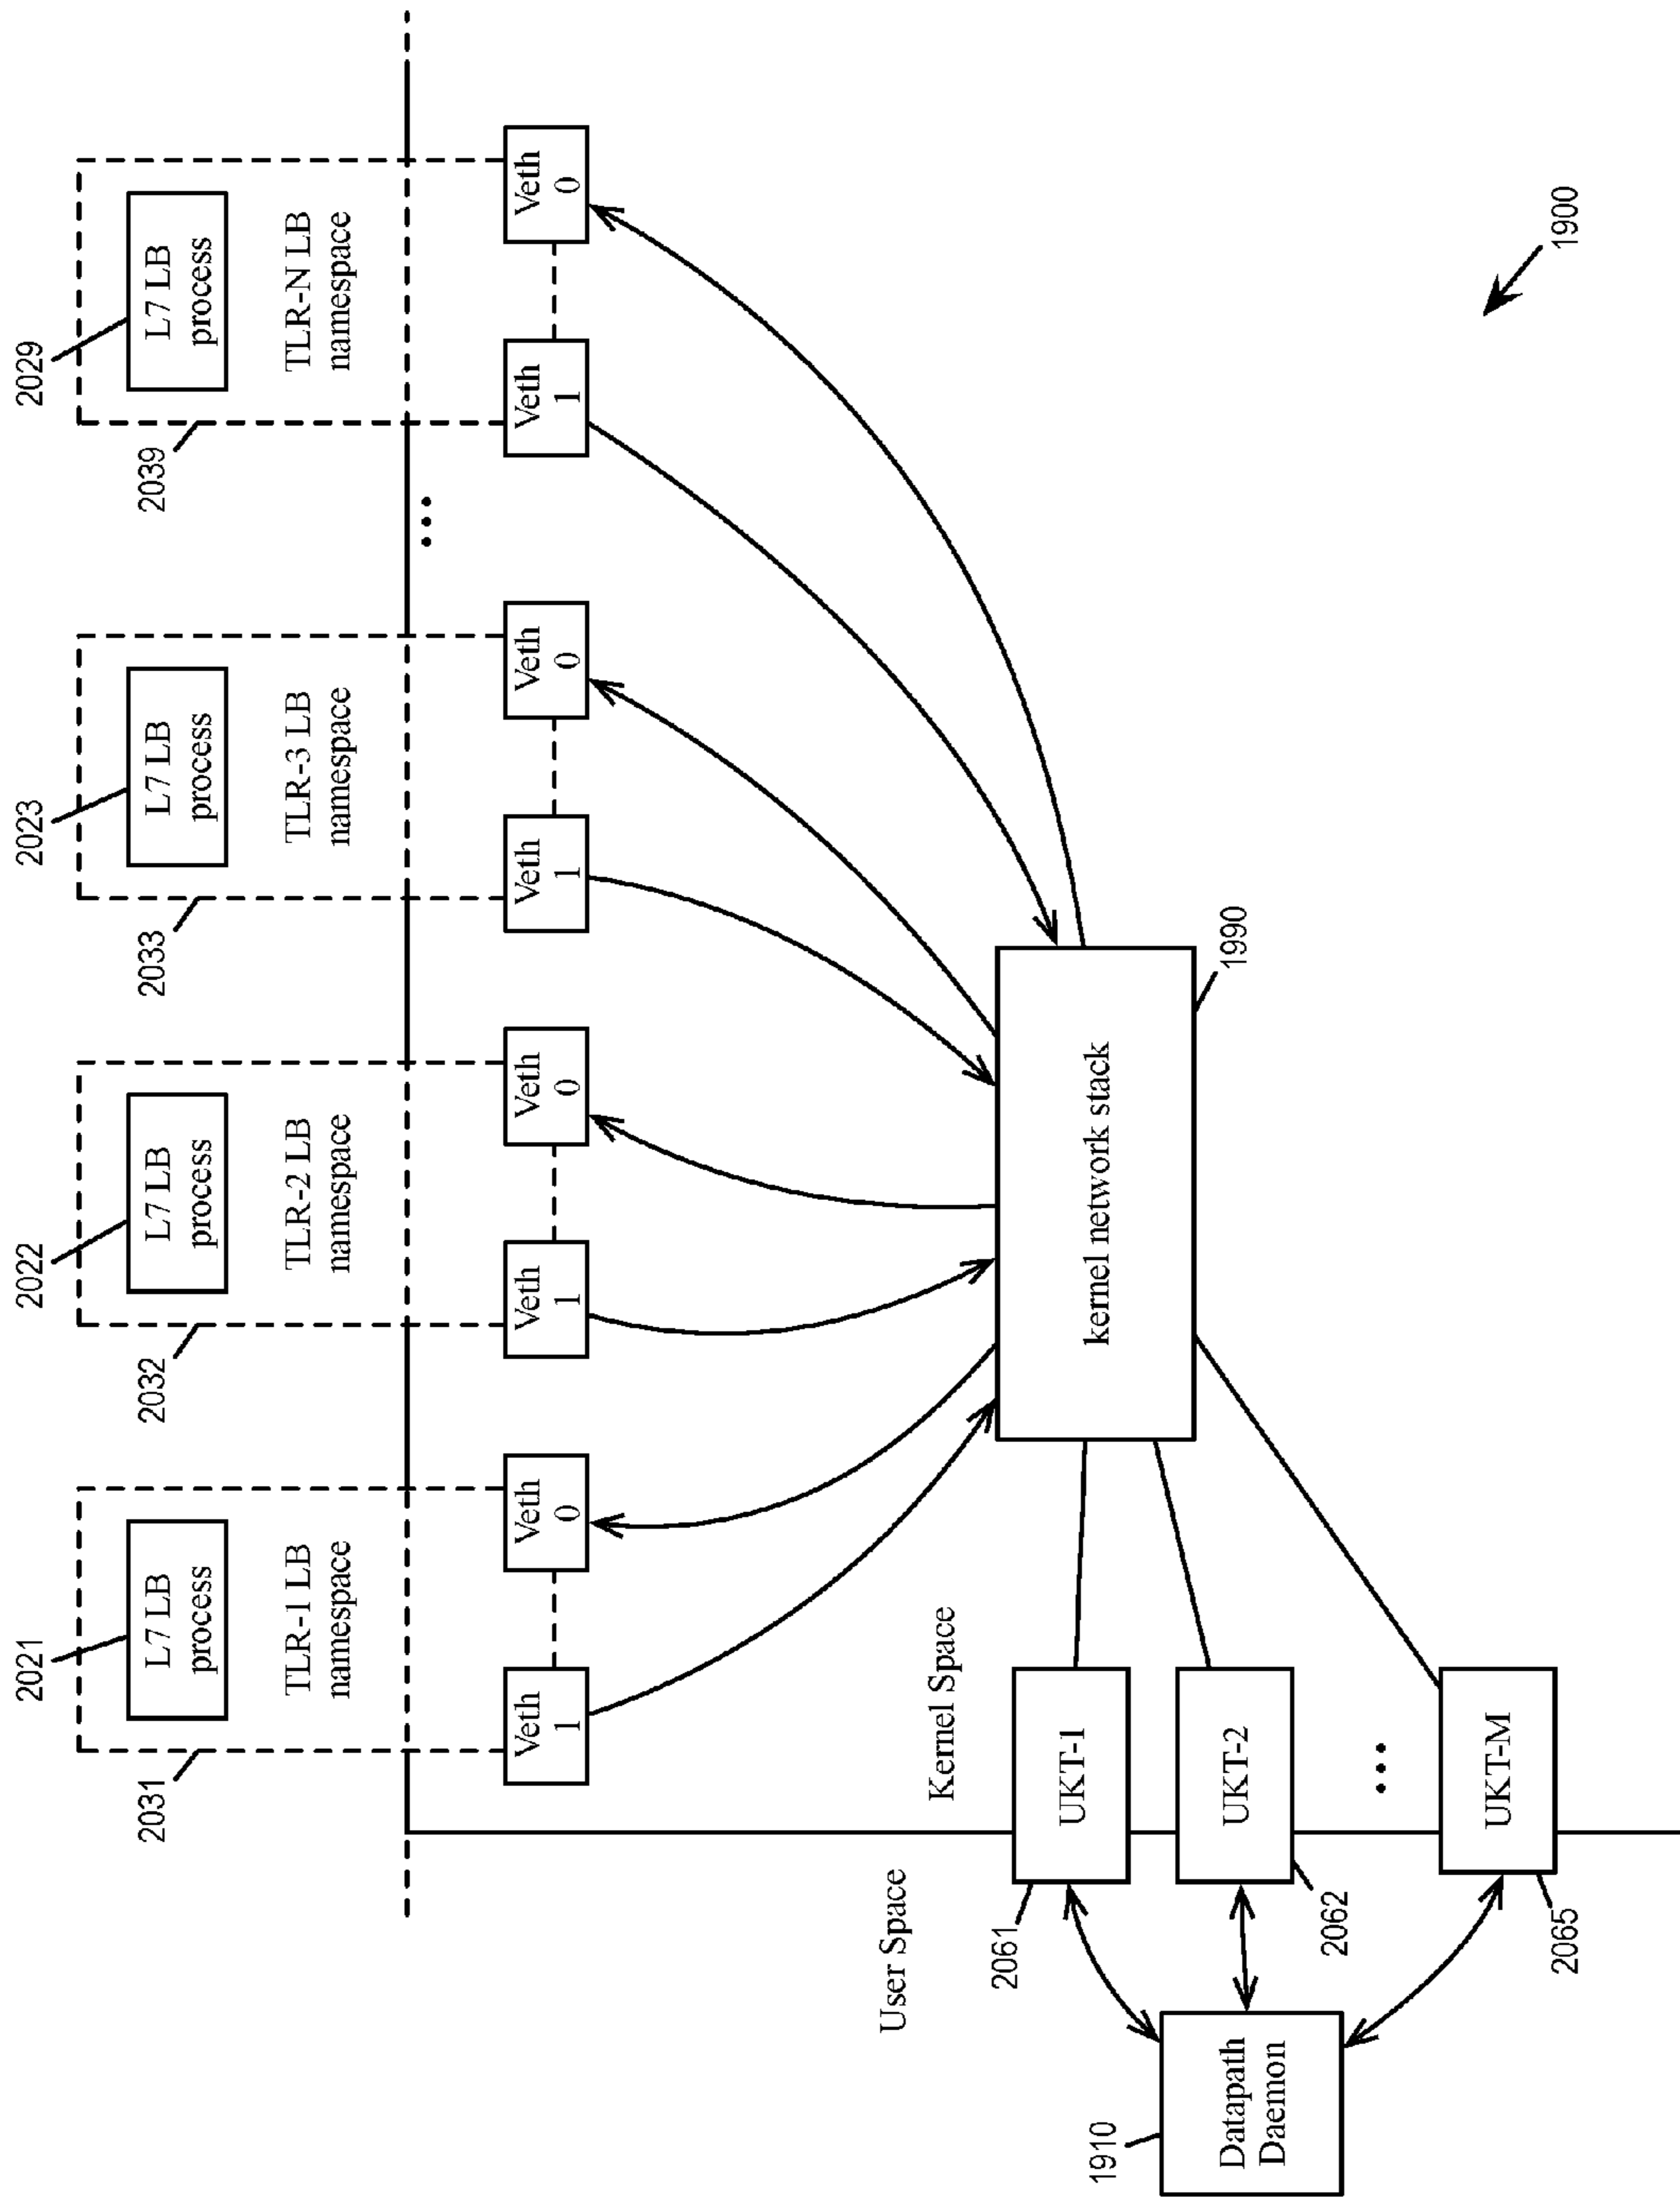 2021
2022
2023
2029
2031
2032
2033
2039
L7 LB
process
TLR-1 LB
namespace
L7 LB
process
TLR-2 LB
namespace
L7 LB
process
TLR-3 LB
namespace
L7 LB
process
TLR-N LB
namespace
...
Veth
1
Veth
0
Veth
1
Veth
0
Veth
1
Veth
0
Veth
1
Veth
0
User Space
Kernel Space
2061
UKT-1
2062
UKT-2
...
2065
UKT-M
1910
Datapath
Daemon
kernel network stack
1990
1900